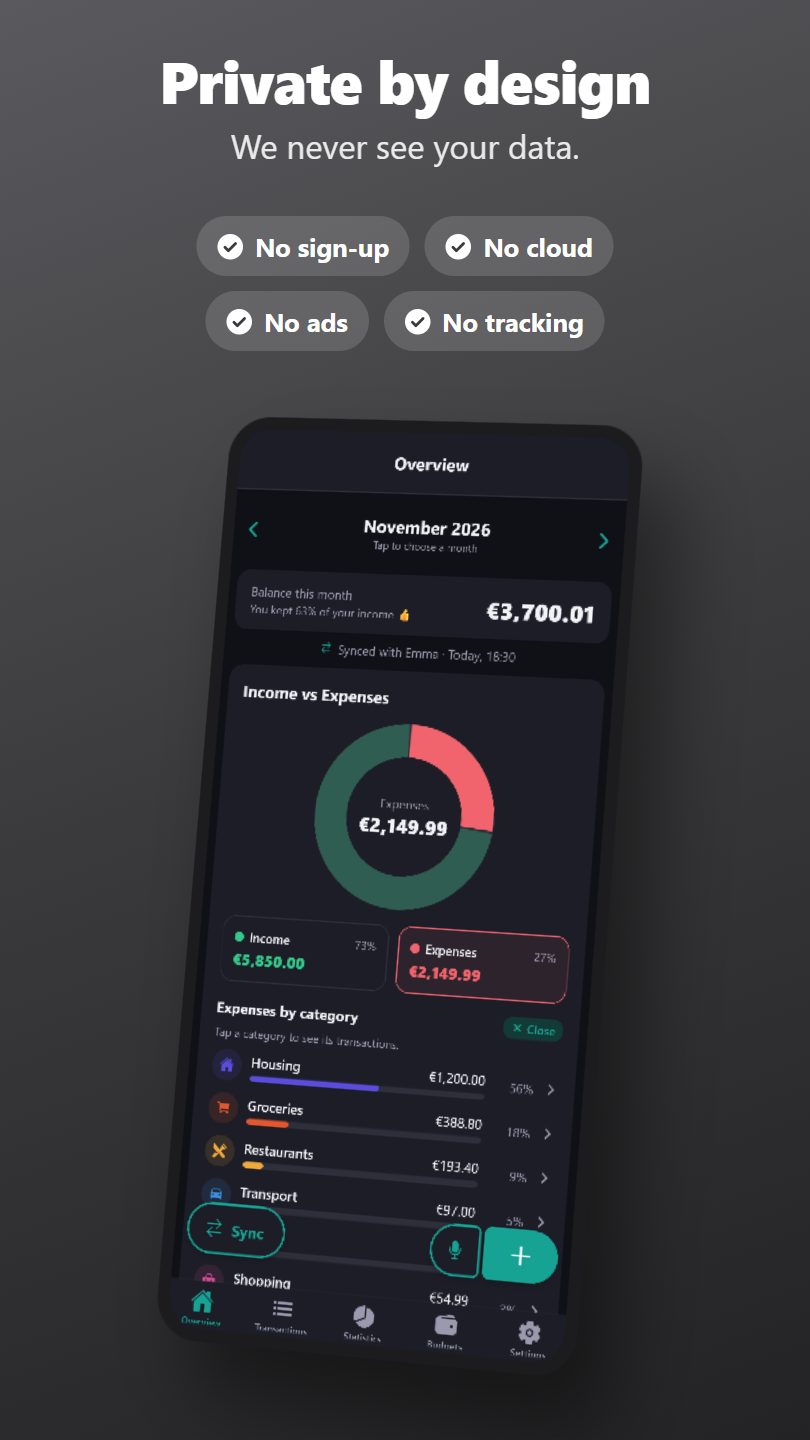 Private by design
We never see your data.
No sign-up
No cloud
No ads
No tracking
Overview
November 2026
Tap to choose a month
Balance this month
You kept 63% of your income 👍
€3,700.01
Synced with Emma · Today, 18:30
Income vs Expenses
Expenses
€2,149.99
Income 73%
€5,850.00
Expenses 27%
€2,149.99
Expenses by category
Close
Tap a category to see its transactions.
Housing €1,200.00 56%
Groceries €388.80 18%
Restaurants €193.40 9%
Transport €97.00 5%
Sync
Shopping €54.99
Overview
Transactions
Statistics
Budgets
Settings